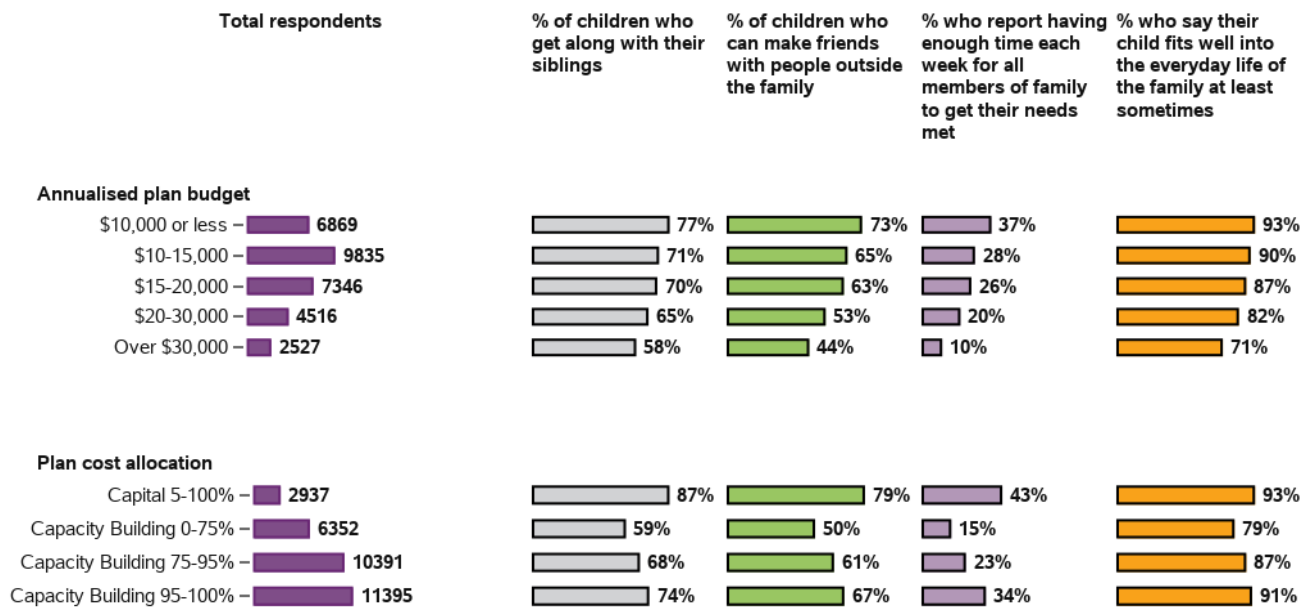 Total respondents
% of children who
get along with their
siblings
% of children who
can make friends
with people outside
the family
% who report having
enough time each
week for all
members of family
to get their needs
met
% who say their
child fits well into
the everyday life of
the family at least
sometimes
Annualised plan budget
$10,000 or less 6869 77% 73% 37% 93%
$10-15,000 9835 71% 65% 28% 90%
$15-20,000 7346 70% 63% 26% 87%
$20-30,000 4516 65% 53% 20% 82%
Over $30,000 2527 58% 44% 10% 71%
Plan cost allocation
Capital 5-100% 2937 87% 79% 43% 93%
Capacity Building 0-75% 6352 59% 50% 15% 79%
Capacity Building 75-95% 10391 68% 61% 23% 87%
Capacity Building 95-100% 11395 74% 67% 34% 91%